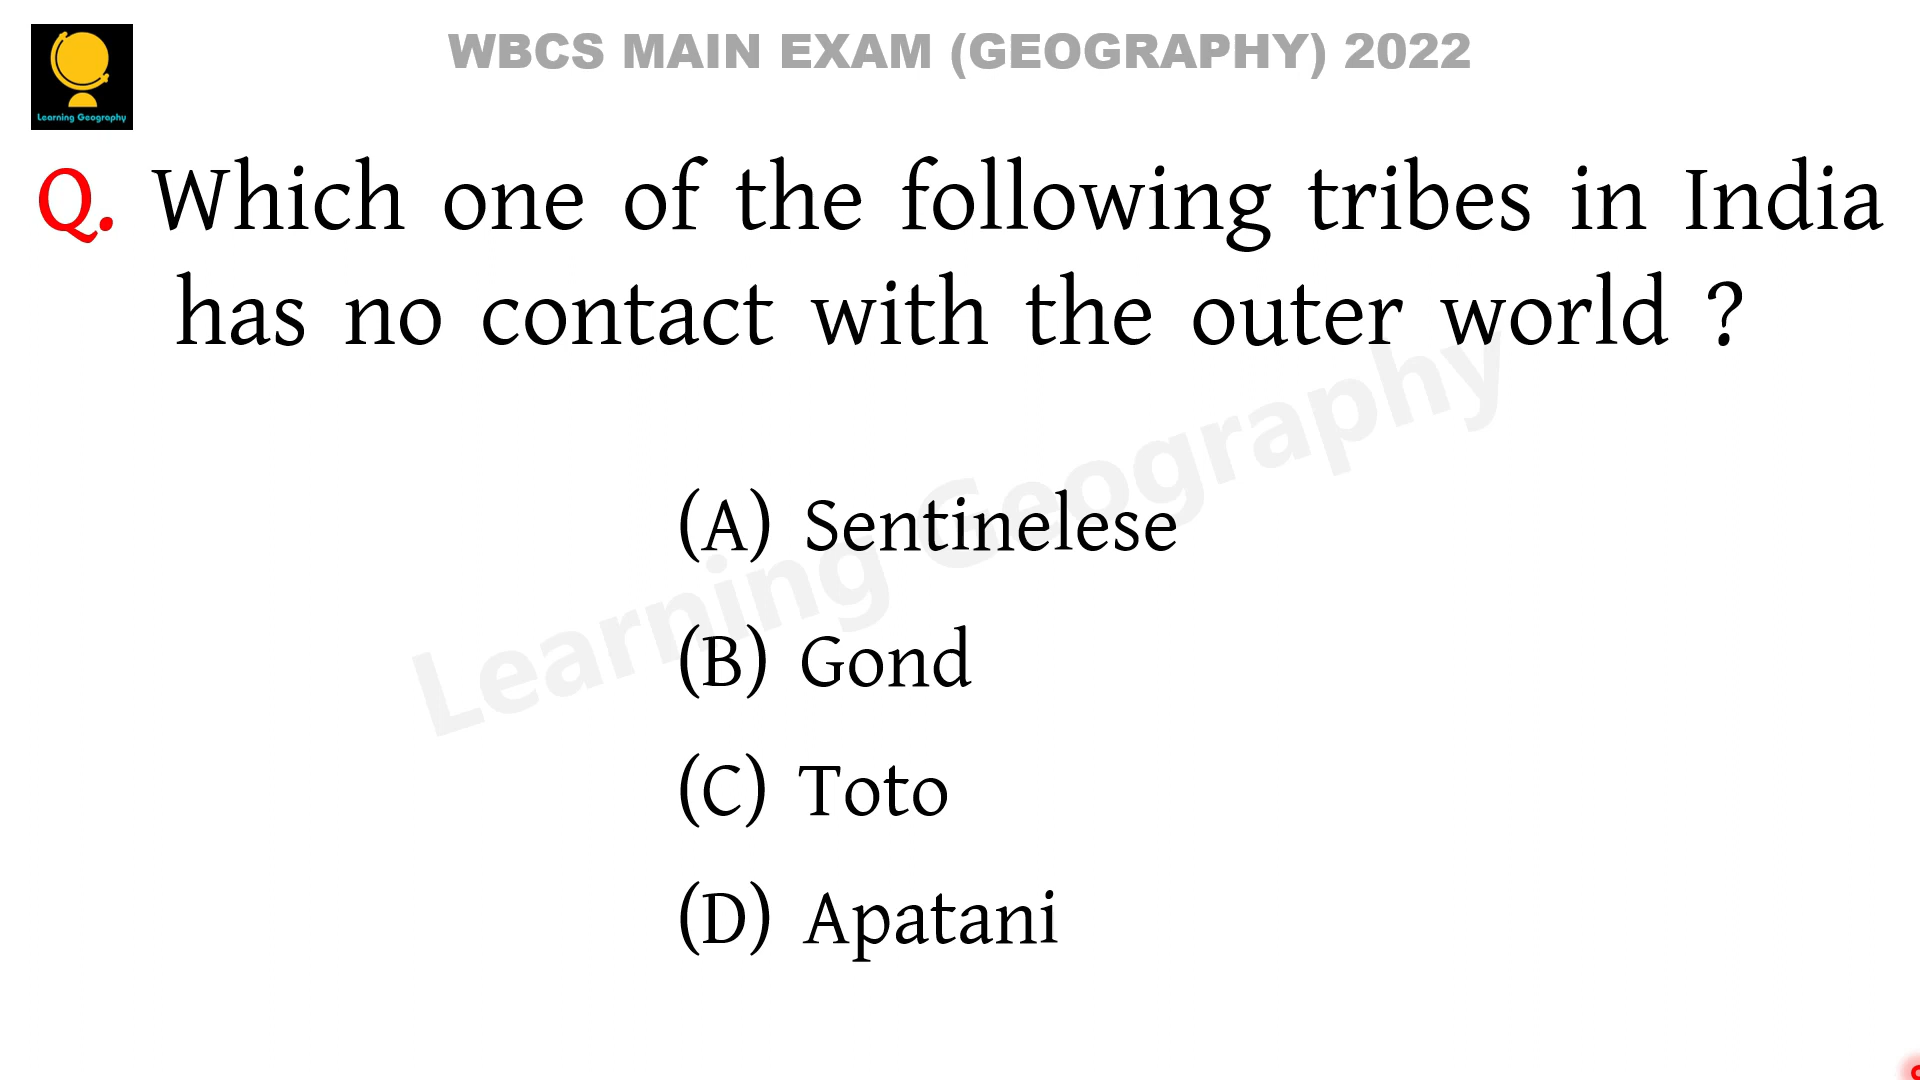 WBCS MAIN EXAM (GEOGRAPHY) 2022
Learning Geography
Q. Which one of the following tribes in India
has no contact with the outer world ?
Learning Geography
(A) Sentinelese
(B) Gond
(C) Toto
(D) Apatani